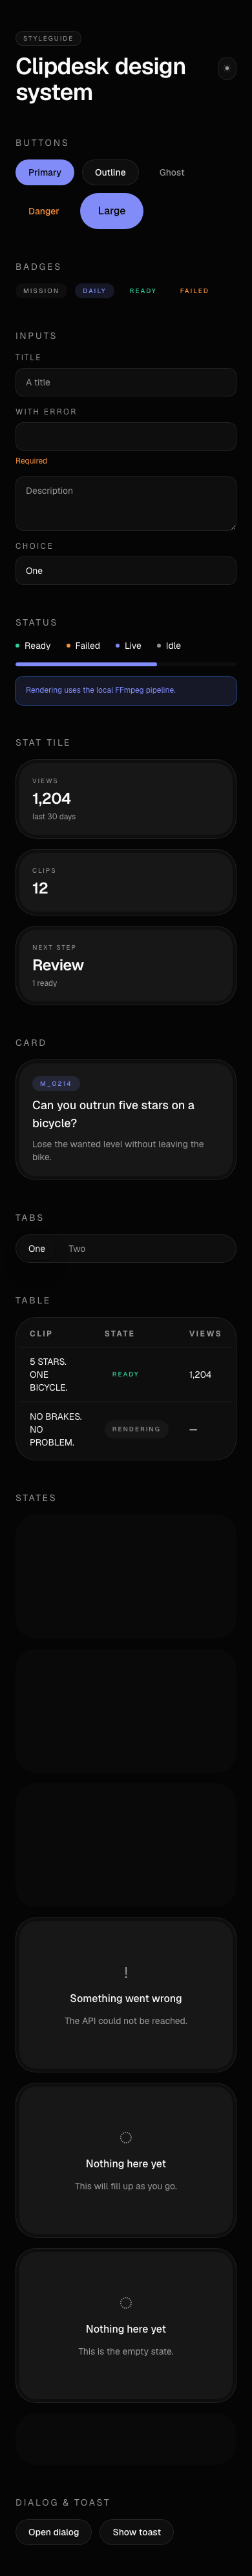 STYLEGUIDE
Clipdesk design
system
BUTTONS
Primary
Outline
Ghost
Danger
Large
BADGES
MISSION
DAILY
READY
FAILED
INPUTS
TITLE
A title
WITH ERROR
Required
Description
CHOICE
One
STATUS
Ready
Failed
Live
Idle
Rendering uses the local FFmpeg pipeline.
STAT TILE
VIEWS
1,204
last 30 days
CLIPS
12
NEXT STEP
Review
1 ready
CARD
M_0214
Can you outrun five stars on a
bicycle?
Lose the wanted level without leaving the
bike.
TABS
One
Two
TABLE
CLIP STATE VIEWS
5 STARS.
ONE
BICYCLE.
READY
1,204
NO BRAKES.
NO
PROBLEM.
RENDERING
—
STATES
!
Something went wrong
The API could not be reached.
Nothing here yet
This will fill up as you go.
Nothing here yet
This is the empty state.
DIALOG & TOAST
Open dialog
Show toast